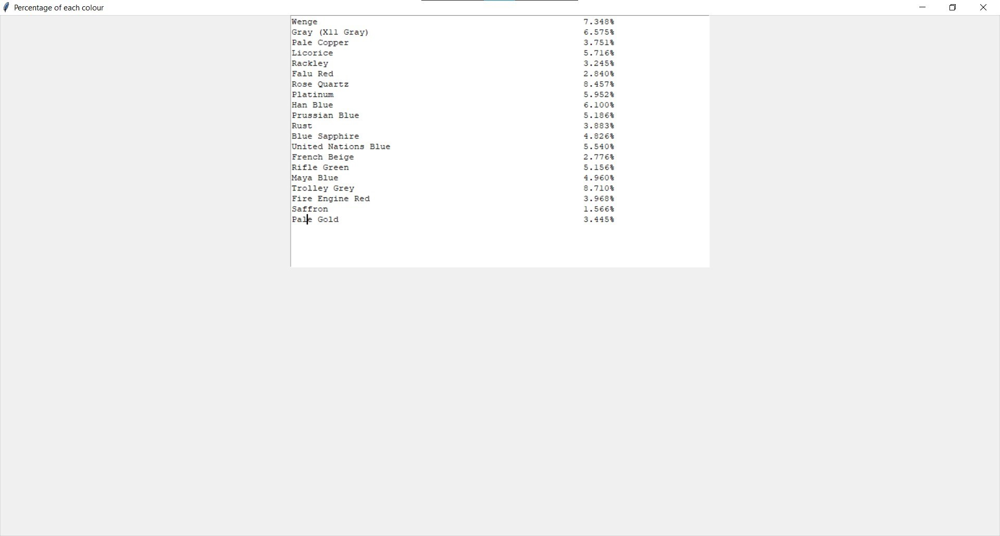 Percentage of each colour
Wenge 7.348%
Gray (X11 Gray) 6.575%
Pale Copper 3.751%
Licorice 5.716%
Rackley 3.245%
Falu Red 2.840%
Rose Quartz 8.457%
Platinum 5.952%
Han Blue 6.100%
Prussian Blue 5.186%
Rust 3.883%
Blue Sapphire 4.826%
United Nations Blue 5.540%
French Beige 2.776%
Rifle Green 5.156%
Maya Blue 4.960%
Trolley Grey 8.710%
Fire Engine Red 3.968%
Saffron 1.566%
Pale Gold 3.445%